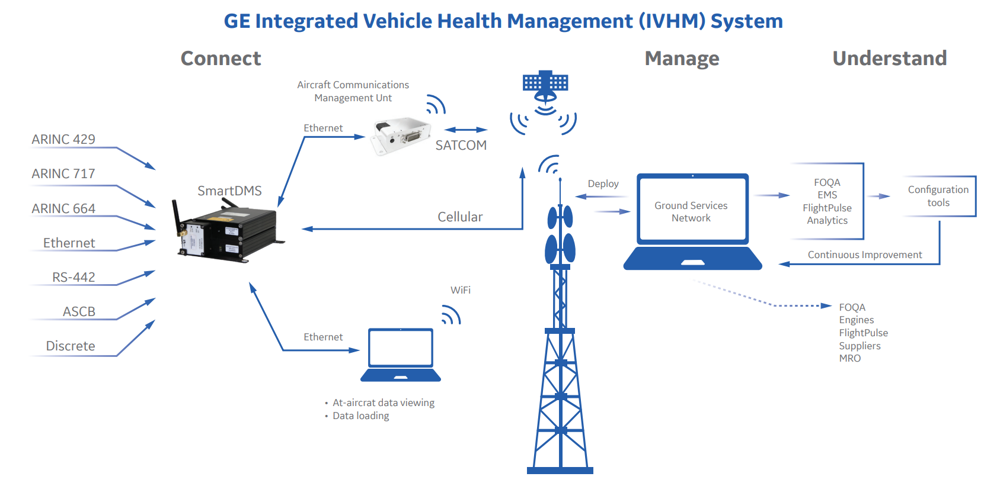 GE Integrated Vehicle Health Management (IVHM) System
Connect
Manage
Understand
Aircraft Communications
Management Unt
Ethernet
SATCOM
ARINC 429
ARINC 717
ARINC 664
Ethernet
RS-442
ASCB
Discrete
SmartDMS
Cellular
WiFi
Ethernet
• At-aircrat data viewing
• Data loading
Deploy
Ground Services
Network
FOQA
EMS
FlightPulse
Analytics
Configuration
tools
Continuous Improvement
FOQA
Engines
FlightPulse
Suppliers
MRO